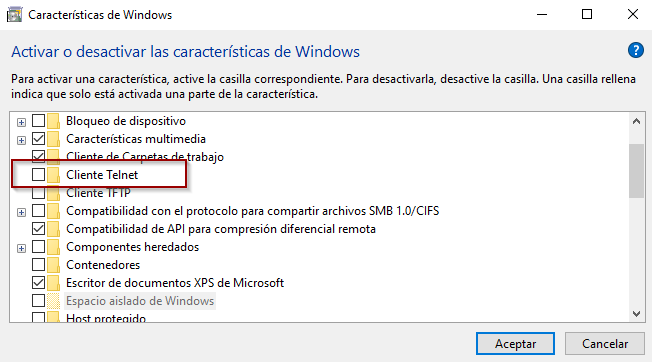 Características de Windows
Activar o desactivar las características de Windows
?
Para activar una característica, active la casilla correspondiente. Para desactivarla, desactive la casilla. Una casilla rellena
indica que solo está activada una parte de la característica.
Bloqueo de dispositivo
Características multimedia
Cliente de Carpetas de trabajo
Cliente Telnet
Cliente TFTP
Compatibilidad con el protocolo para compartir archivos SMB 1.0/CIFS
Compatibilidad de API para compresión diferencial remota
Componentes heredados
Contenedores
Escritor de documentos XPS de Microsoft
Espacio aislado de Windows
Host protegido
Aceptar
Cancelar